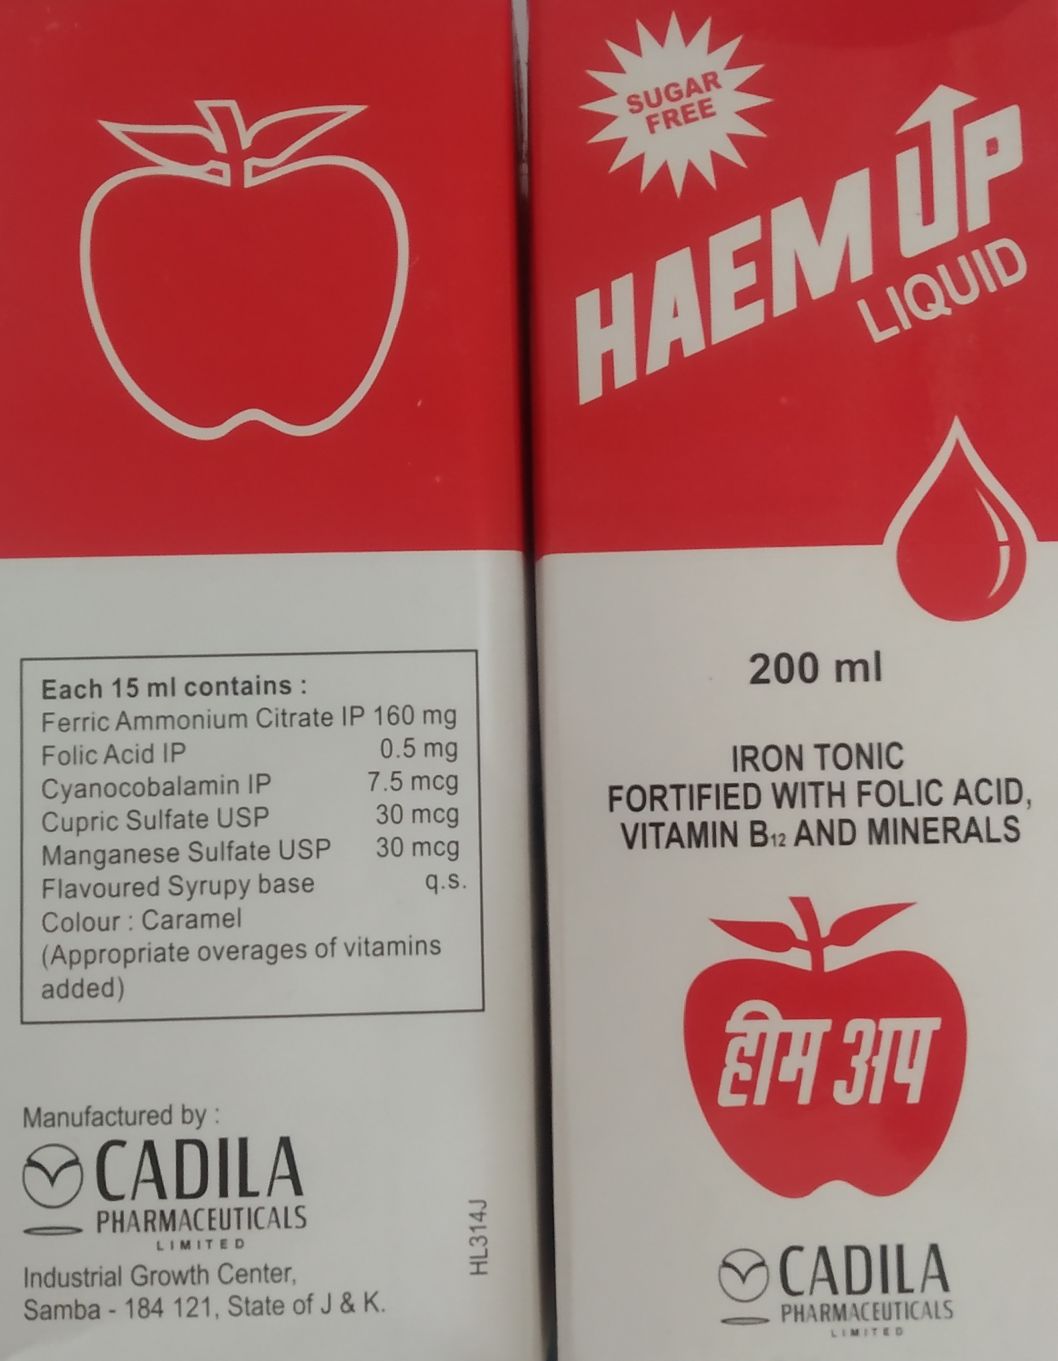 Each 15 ml contains :
Ferric Ammonium Citrate IP 160 mg
Folic Acid IP 0.5 mg
Cyanocobalamin IP 7.5 mcg
Cupric Sulfate USP 30 mcg
Manganese Sulfate USP 30 mcg
Flavoured Syrupy base q.s.
Colour : Caramel
(Appropriate overages of vitamins
added)
Manufactured by :
CADILA
PHARMACEUTICALS
LIMITED
Industrial Growth Center,
Samba - 184 121, State of J & K.
HL314J
SUGAR
FREE
HAEM UP
LIQUID
200 ml
IRON TONIC
FORTIFIED WITH FOLIC ACID,
VITAMIN B12 AND MINERALS
हीम अप
CADILA
PHARMACEUTICALS
LIMITED